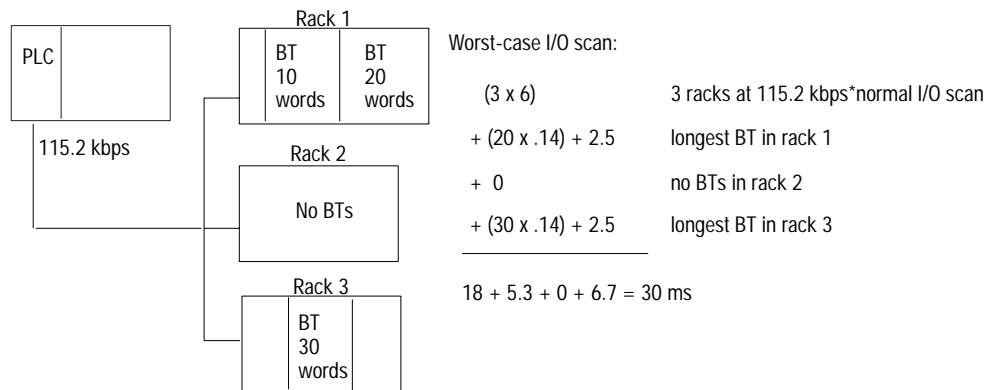 PLC
115.2 kbps
Rack 1
BT
10
words
BT
20
words
Rack 2
No BTs
Rack 3
BT
30
words
Worst-case I/O scan:
(3 x 6) 3 racks at 115.2 kbps*normal I/O scan
+ (20 x .14) + 2.5 longest BT in rack 1
+ 0 no BTs in rack 2
+ (30 x .14) + 2.5 longest BT in rack 3
18 + 5.3 + 0 + 6.7 = 30 ms